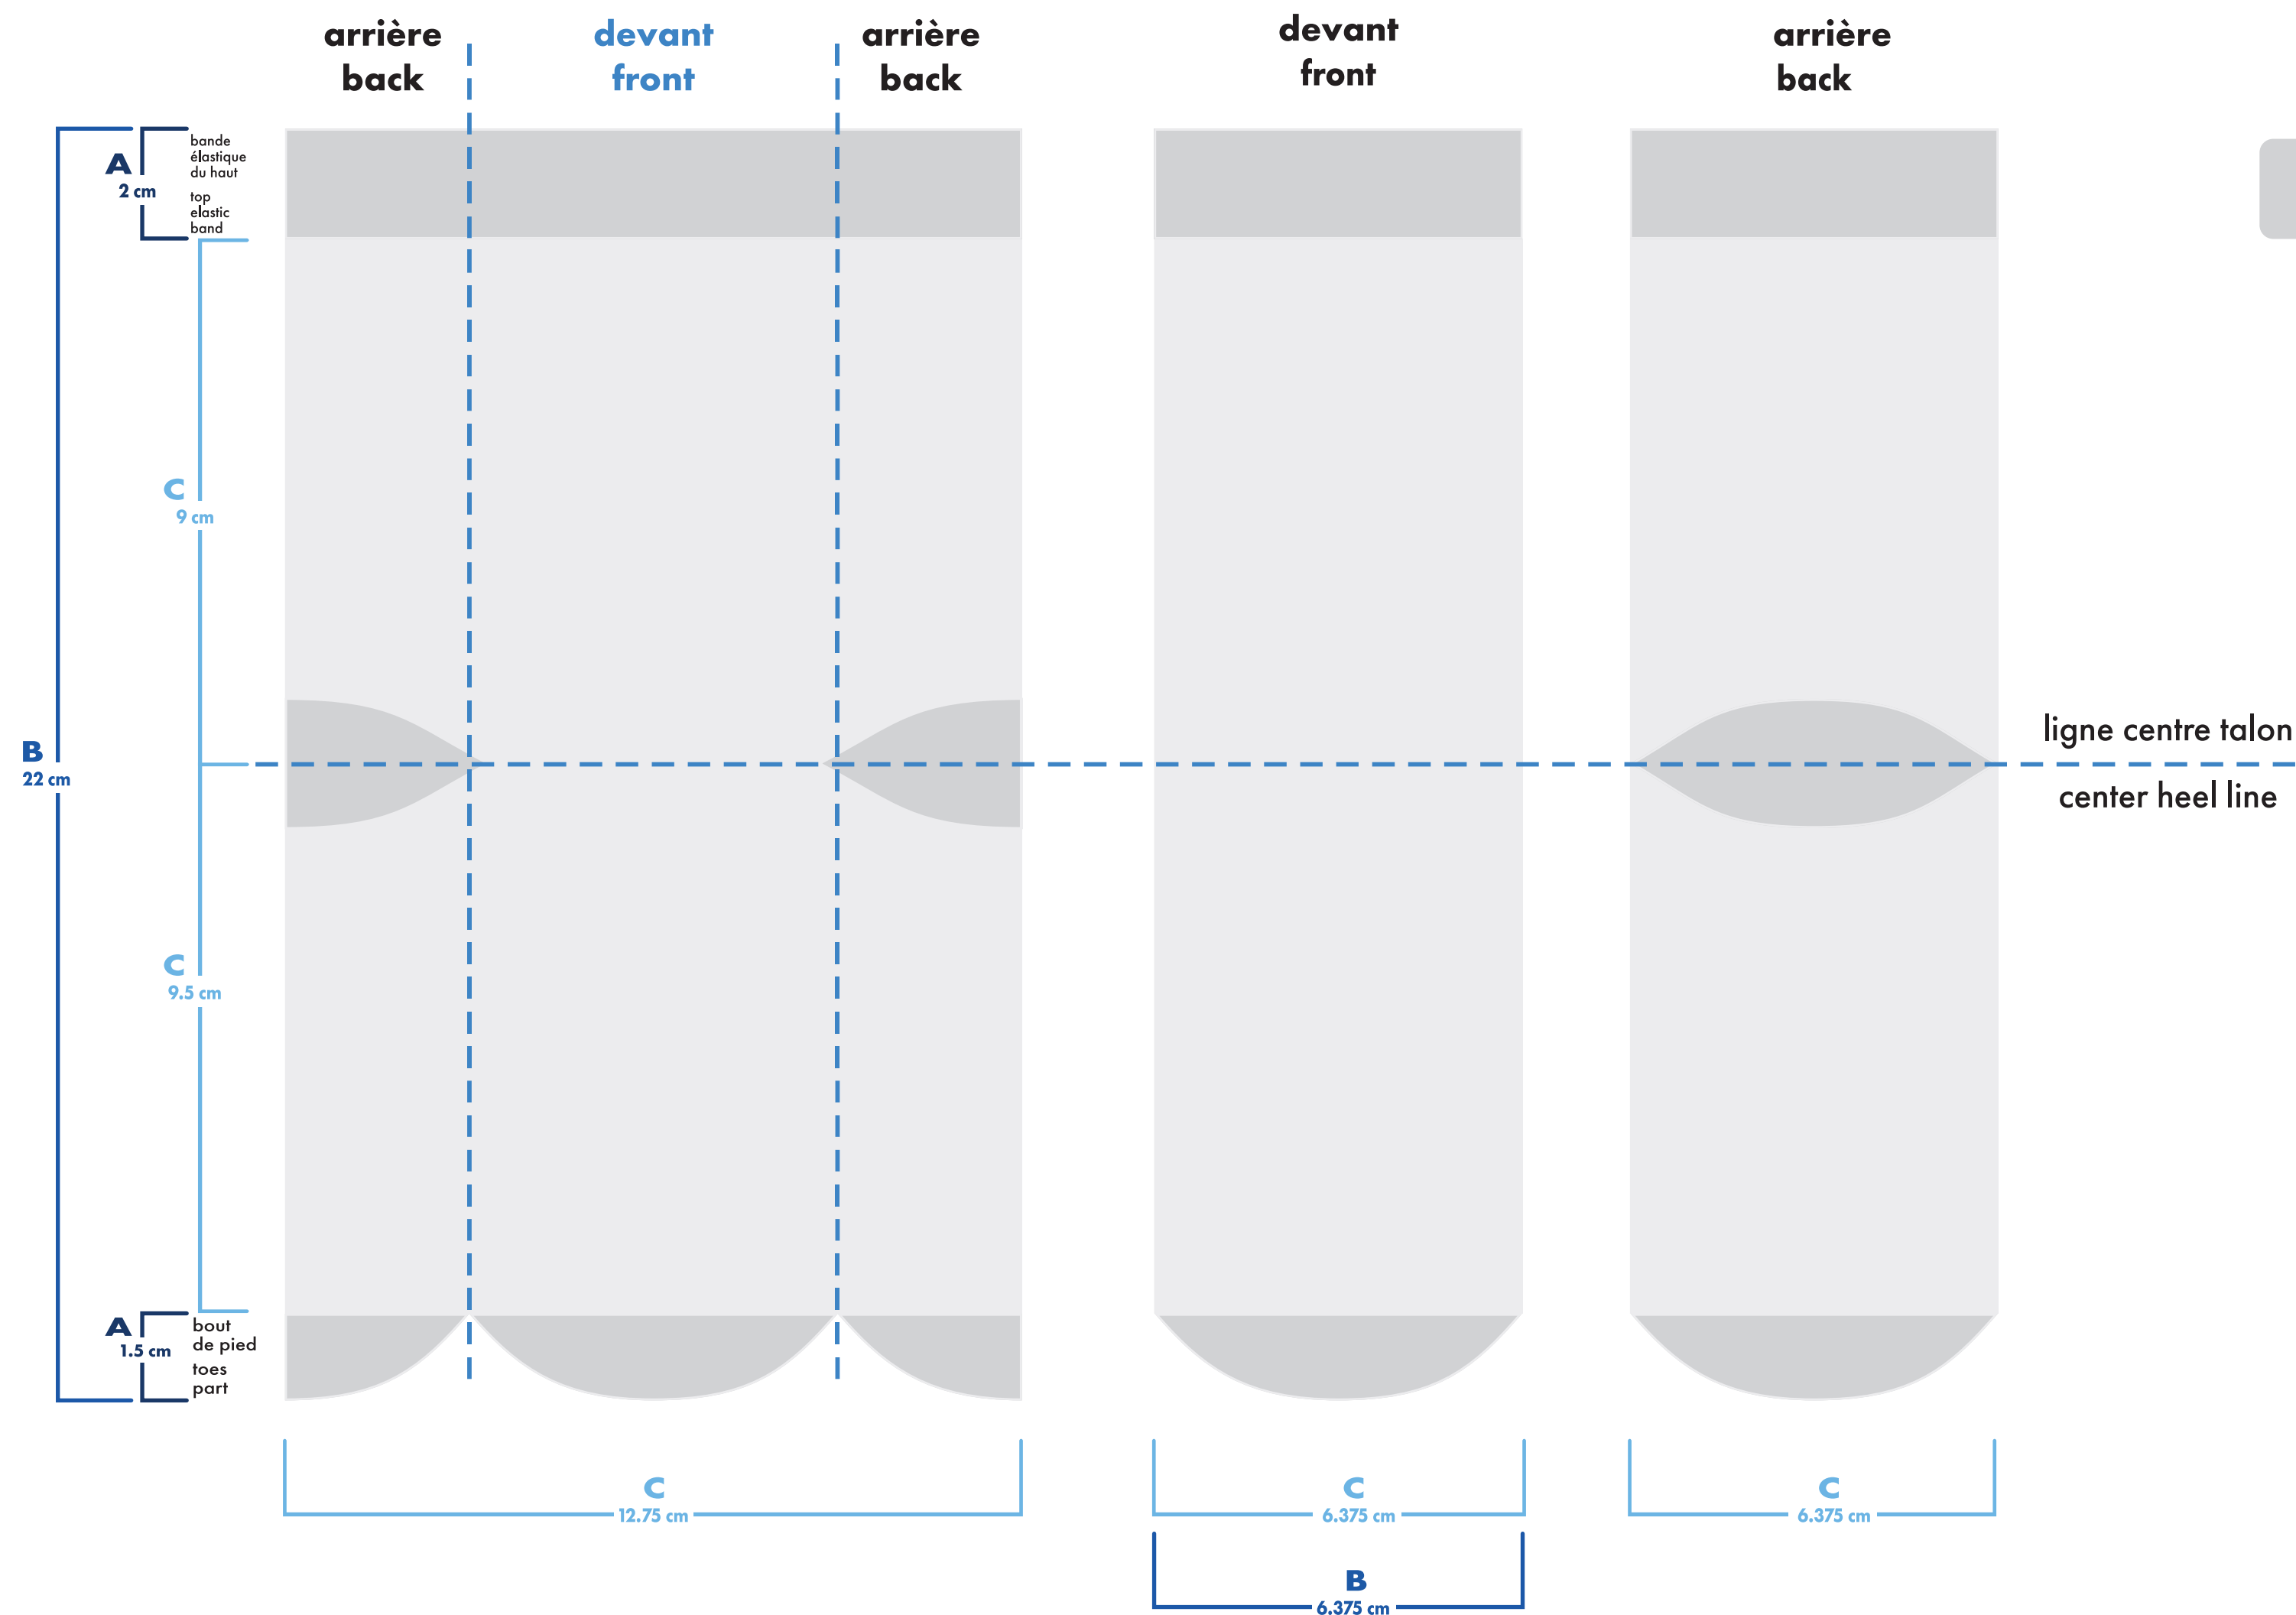 arrière
back
devant
front
arrière
back
devant
front
arrière
back
A
2 cm
bande
élastique
du haut
top
elastic
band
C
9 cm
B
22 cm
ligne centre talon
center heel line
C
9.5 cm
A
1.5 cm
bout
de pied
toes
part
C
12.75 cm
C
6.375 cm
C
6.375 cm
B
6.375 cm